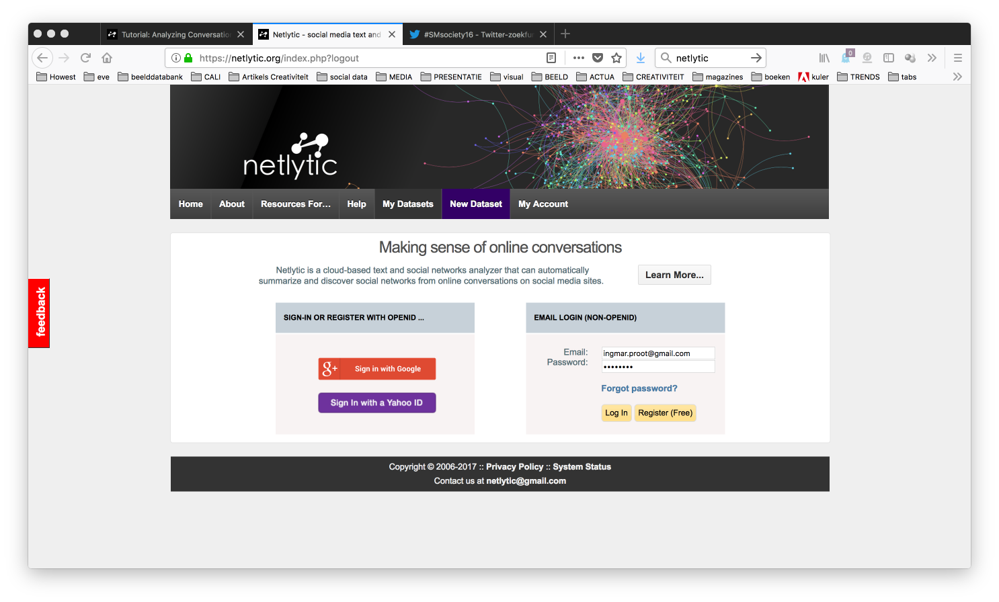 Tutorial: Analyzing Conversatio
Netlytic - social media text and
#SMsociety16 - Twitter-zoekfu
https://netlytic.org/index.php?logout
netlytic
0
Howest
eve
beelddatabank
CALI
Artikels Creativiteit
social data
MEDIA
PRESENTATIE
visual
BEELD
ACTUA
CREATIVITEIT
magazines
boeken
kuler
TRENDS
tabs
netlytic
Home
About
Resources For...
Help
My Datasets
New Dataset
My Account
Making sense of online conversations
Netlytic is a cloud-based text and social networks analyzer that can automatically
summarize and discover social networks from online conversations on social media sites.
Learn More...
feedback
SIGN-IN OR REGISTER WITH OPENID ...
g+ Sign in with Google
Sign In with a Yahoo ID
EMAIL LOGIN (NON-OPENID)
Email: ingmar.proot@gmail.com
Password: ••••••••
Forgot password?
Log In
Register (Free)
Copyright © 2006-2017 :: Privacy Policy :: System Status
Contact us at netlytic@gmail.com